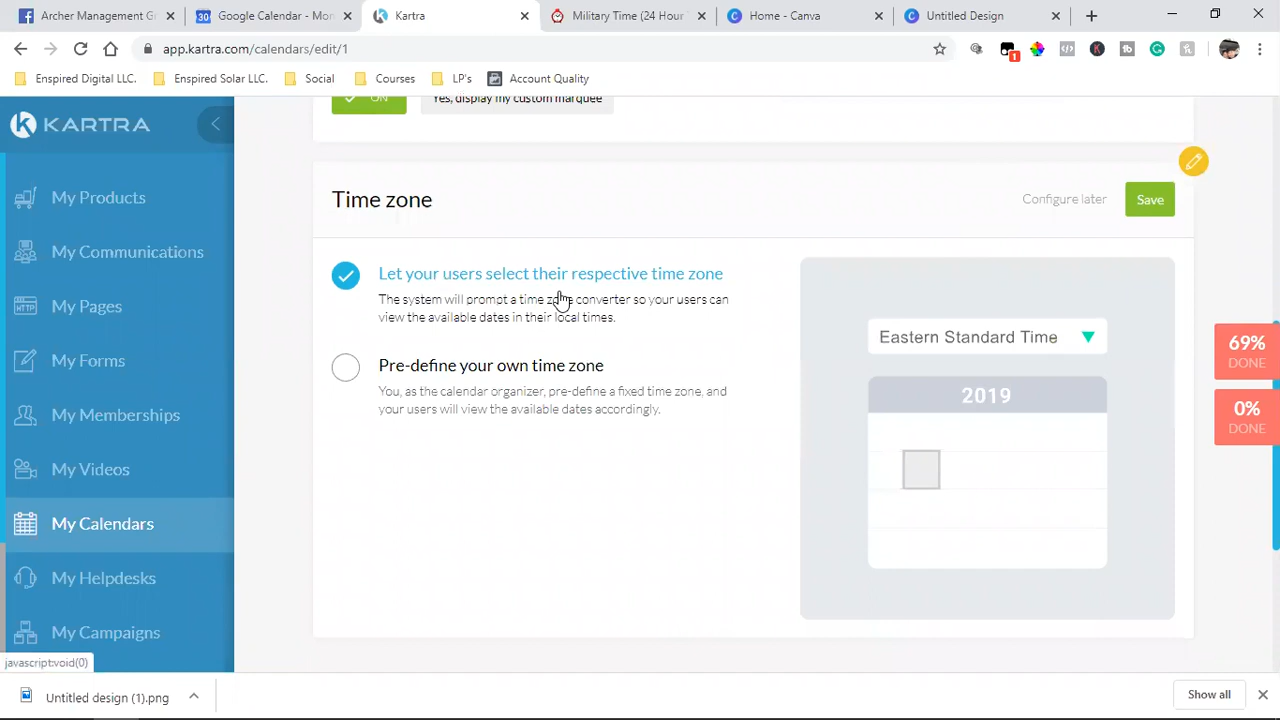 Archer Management G
Google Calendar - Mo
Kartra
Military Time (24 Hour
Home - Canva
Untitled Design
app.kartra.com/calendars/edit/1
1
Enspired Digital LLC.
Enspired Solar LLC.
Social
Courses
LP's
Account Quality
KARTRA
ON
Yes, display my custom marquee
My Products
My Communications
My Pages
My Forms
My Memberships
My Videos
My Calendars
My Helpdesks
My Campaigns
Time zone
Configure later
Save
Let your users select their respective time zone
The system will prompt a time zone converter so your users can
view the available dates in their local times.
Pre-define your own time zone
You, as the calendar organizer, pre-define a fixed time zone, and
your users will view the available dates accordingly.
Eastern Standard Time
2019
69%
DONE
0%
DONE
javascript:void(0)
Untitled design (1).png
Show all